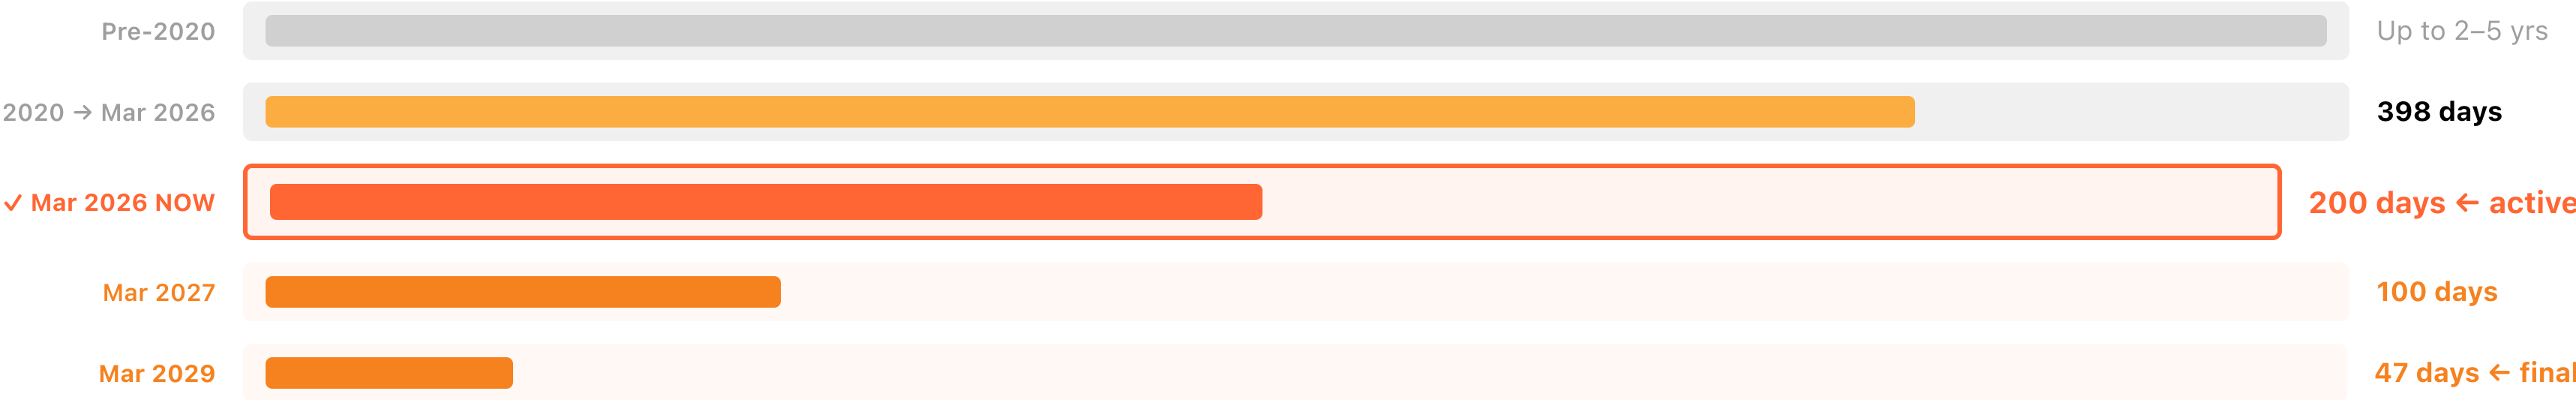 Pre-2020 Up to 2–5 yrs
2020 → Mar 2026 398 days
✓ Mar 2026 NOW 200 days ← active
Mar 2027 100 days
Mar 2029 47 days ← final